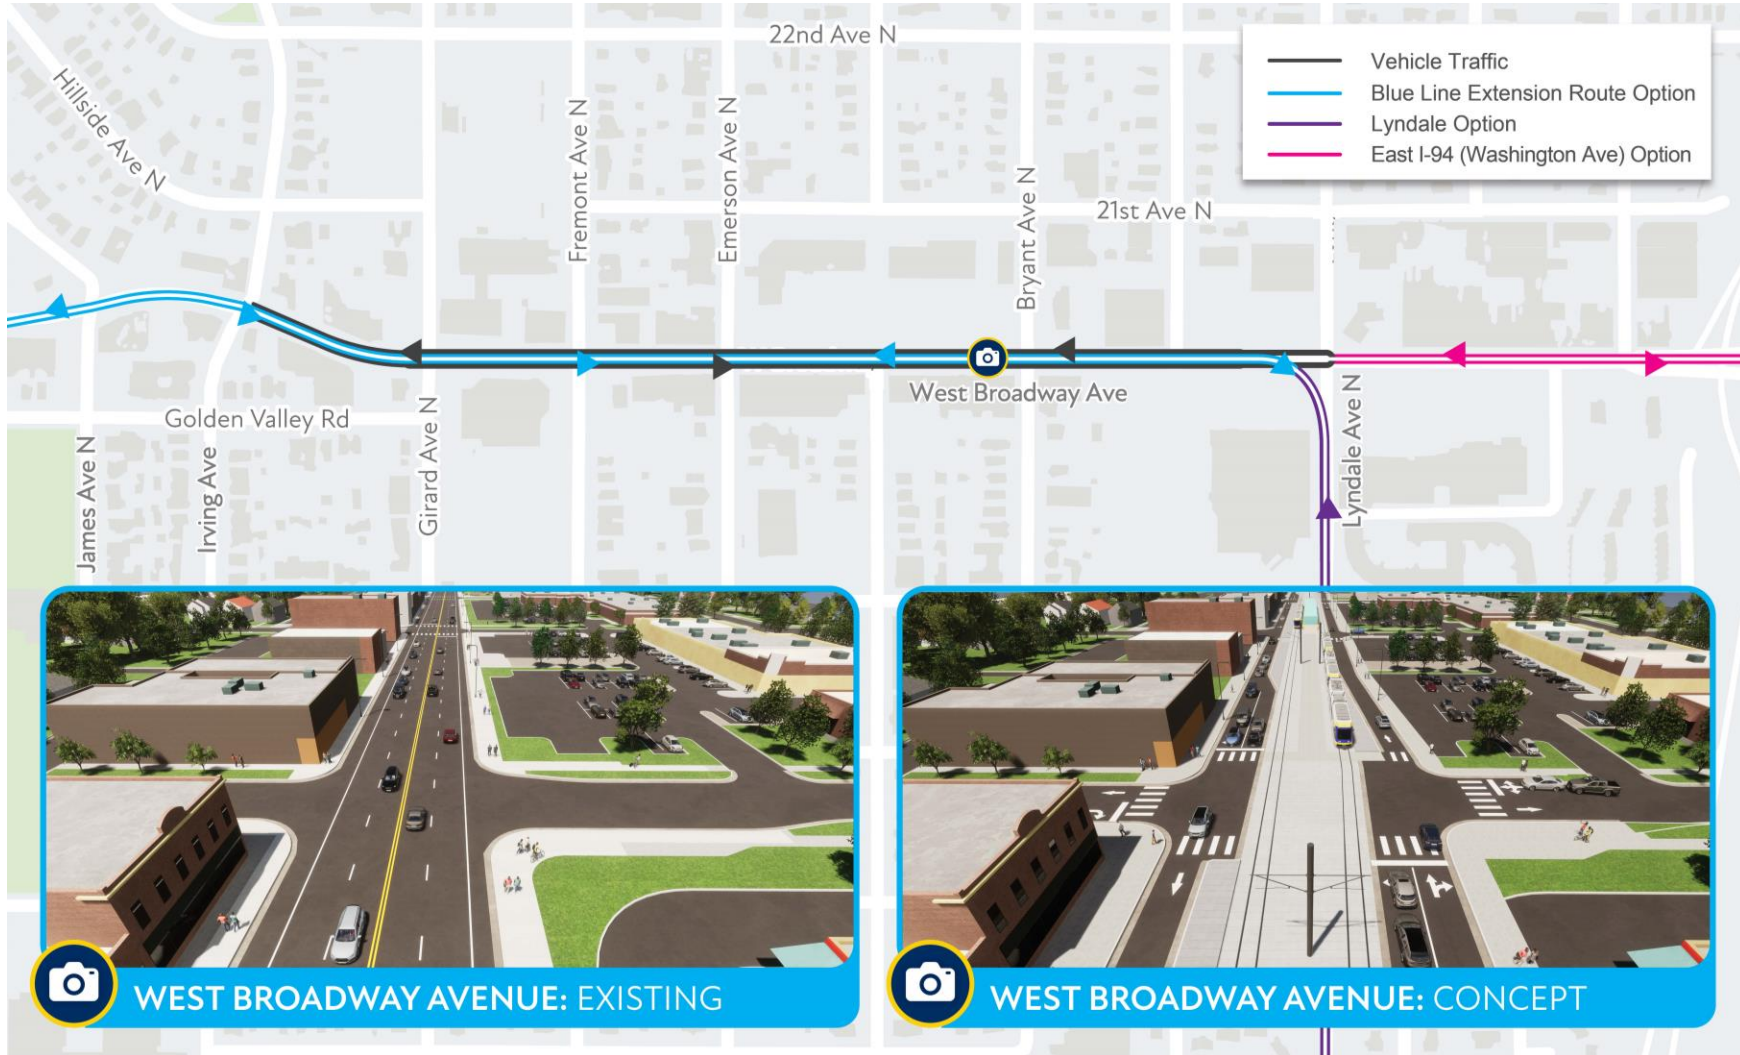 22nd Ave N
Vehicle Traffic
Blue Line Extension Route Option
Lyndale Option
East I-94 (Washington Ave) Option
Hillside Ave N
Fremont Ave N
Emerson Ave N
Bryant Ave N
21st Ave N
West Broadway Ave
Golden Valley Rd
James Ave N
Irving Ave
Girard Ave N
Lyndale Ave N
WEST BROADWAY AVENUE: EXISTING
WEST BROADWAY AVENUE: CONCEPT